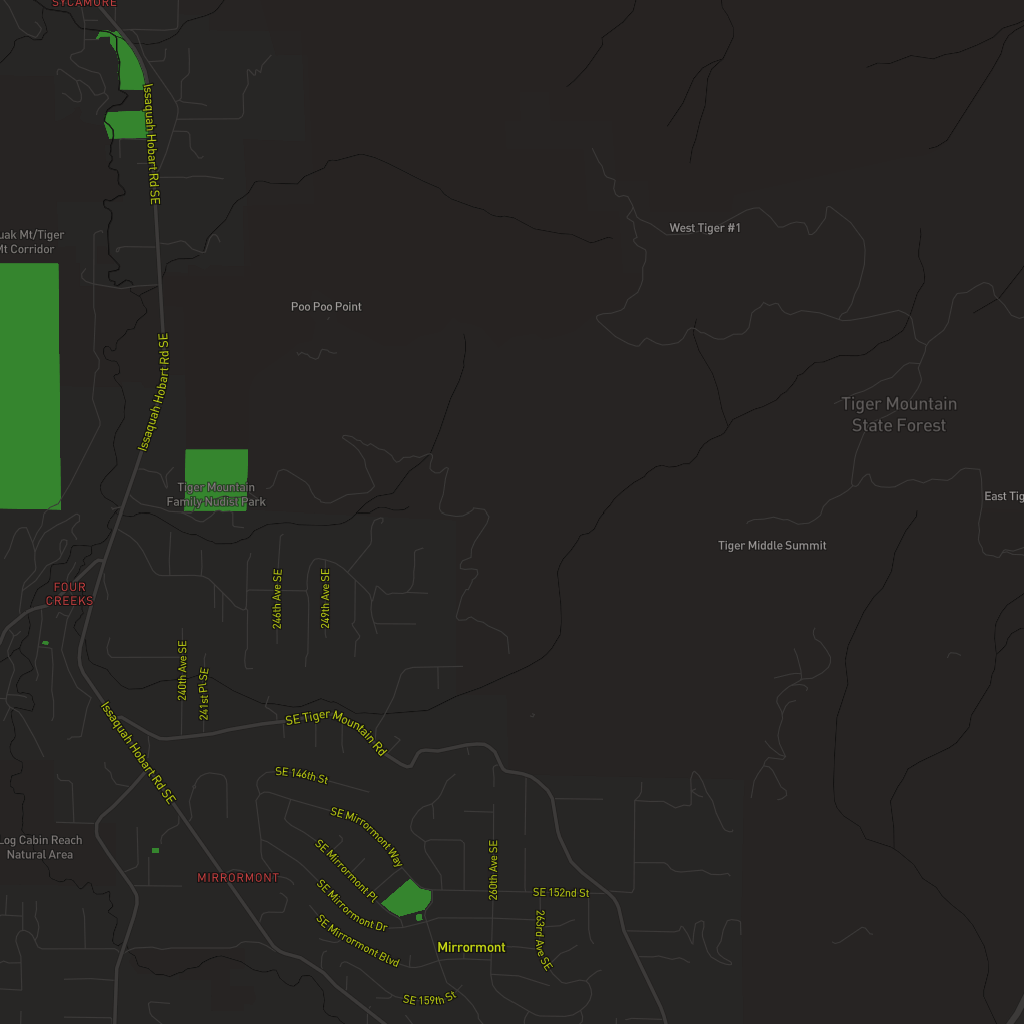 SYCAMORE
Issaquah Hobart Rd SE
West Tiger #1
uak Mt/Tiger
Mt Corridor
Poo Poo Point
Issaquah Hobart Rd SE
Tiger Mountain
State Forest
Tiger Mountain
Family Nudist Park
East Tig
Tiger Middle Summit
FOUR
CREEKS
246th Ave SE
249th Ave SE
240th Ave SE
241st Pl SE
Issaquah Hobart Rd SE
SE Tiger Mountain Rd
SE 146th St
SE Mirrormont Way
Log Cabin Reach
Natural Area
SE Mirrormont Pl
260th Ave SE
MIRRORMONT
SE 152nd St
SE Mirrormont Dr
263rd Ave SE
SE Mirrormont Blvd
Mirrormont
SE 159th St